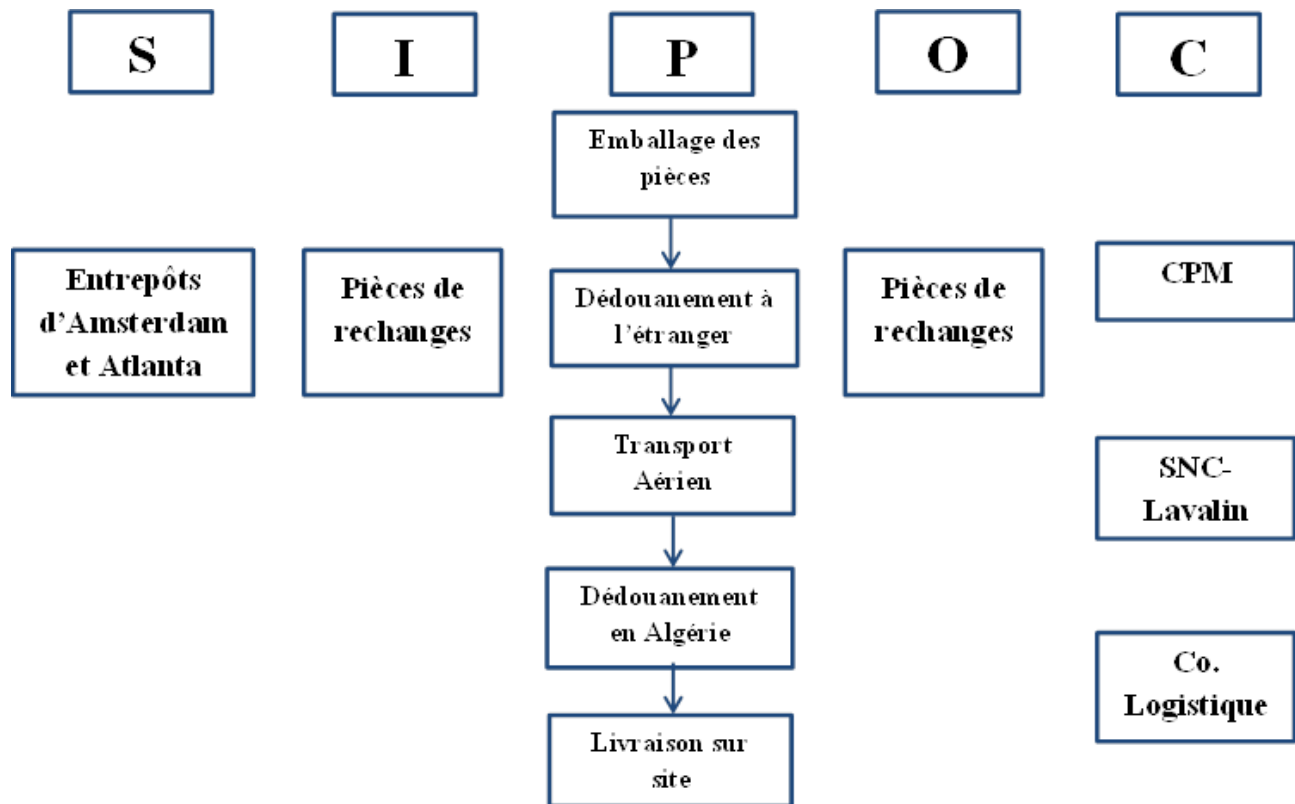 S
I
P
O
C
Emballage des
pièces
Entrepôts
d'Amsterdam
et Atlanta
Pièces de
rechanges
Dédouanement à
l'étranger
Pièces de
rechanges
CPM
Transport
Aérien
SNC-
Lavalin
Dédouanement
en Algérie
Co.
Logistique
Livraison sur
site